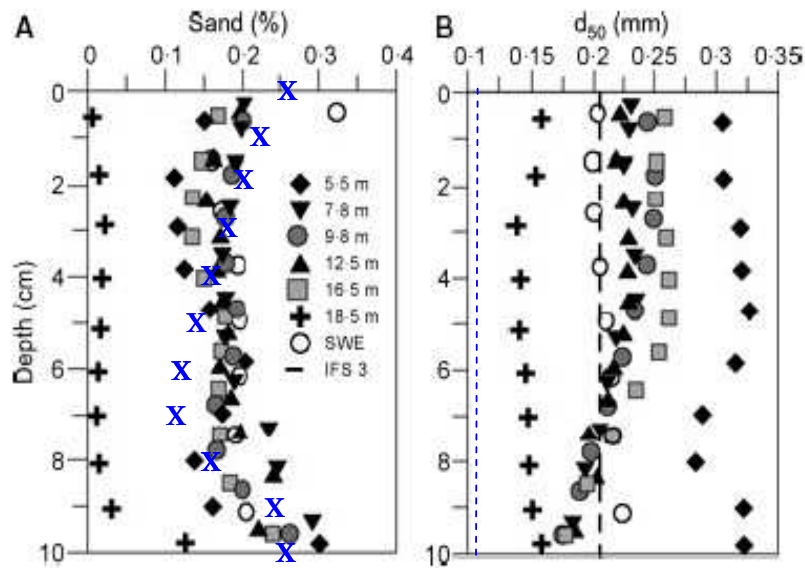 A Sand (%) B d50 (mm)
0 0·1 0·2 0·3 0·4 0·1 0·15 0·2 0·25 0·3 0·35
Depth (cm)
0 0
X
X
2 2
X
X
4 4
X
X
6 6
X
X
8 8
X
X
10 10
X
5·5 m
7·8 m
9·8 m
12·5 m
16·5 m
18·5 m
SWE
IFS 3